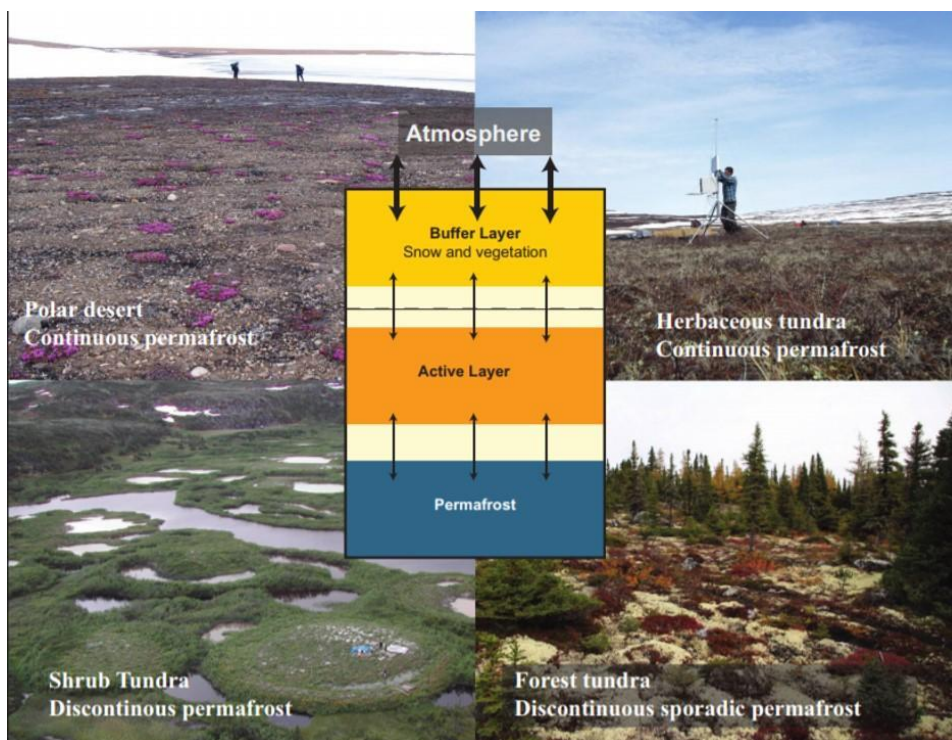 Atmosphere
Buffer Layer
Snow and vegetation
Polar desert
Continuous permafrost
Herbaceous tundra
Continuous permafrost
Active Layer
Permafrost
Shrub Tundra
Discontinous permafrost
Forest tundra
Discontinuous sporadic permafrost